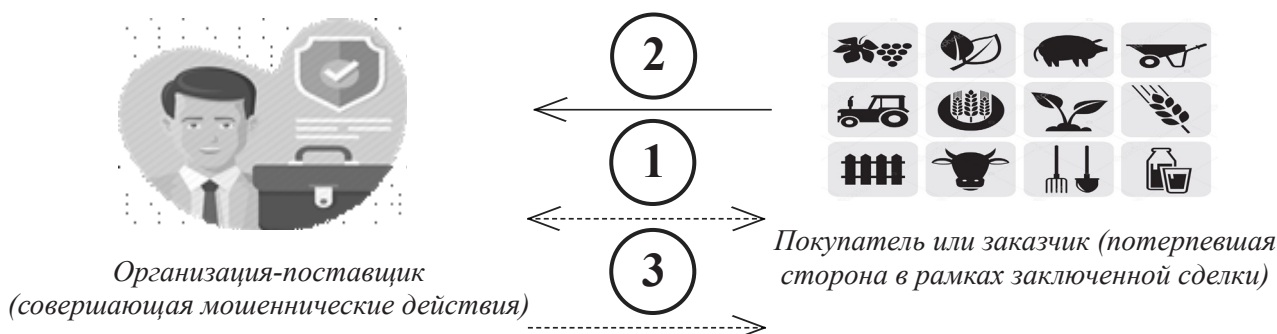 2
1
3
Организация-поставщик
(совершающая мошеннические действия)
Покупатель или заказчик (потерпевшая
сторона в рамках заключенной сделки)